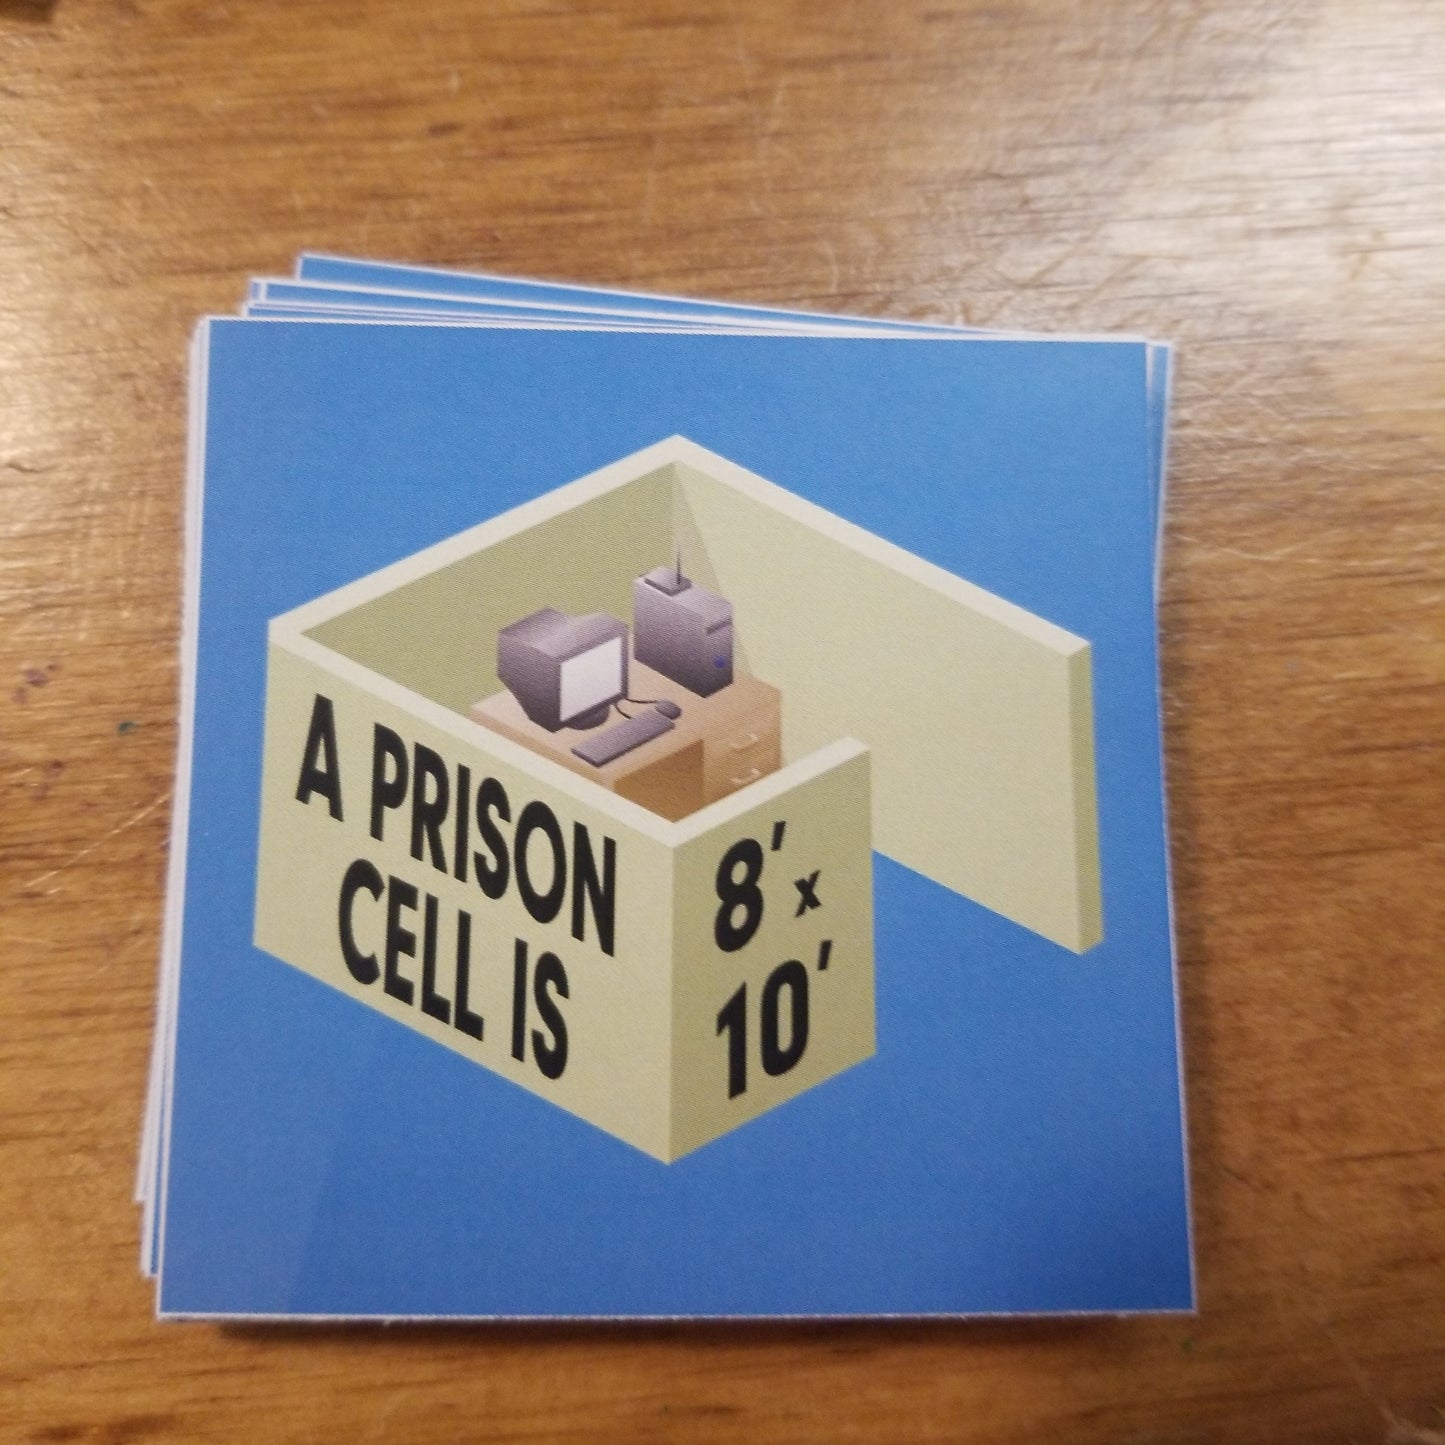 A PRISON
CELL IS
8' x
10'